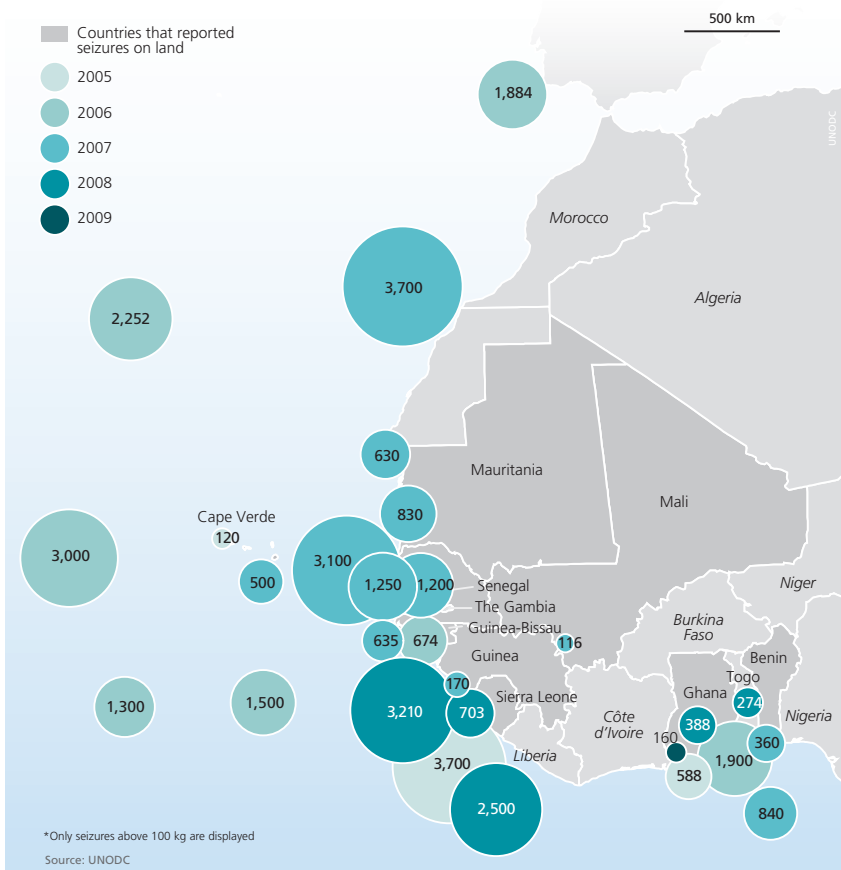 500 km
Countries that reported
seizures on land
2005
2006
2007
2008
2009
1,884
UNODC
Morocco
3,700
Algeria
2,252
630
Mauritania
Mali
830
Cape Verde
120
3,000
3,100
500
1,250
1,200
Senegal
The Gambia
Guinea-Bissau
Niger
Burkina
Faso
635
674
116
Guinea
Benin
Togo
170
Sierra Leone
Ghana
274
1,300
1,500
3,210
703
Côte
d'Ivoire
388
Nigeria
160
360
Liberia
3,700
1,900
588
2,500
840
*Only seizures above 100 kg are displayed
Source: UNODC